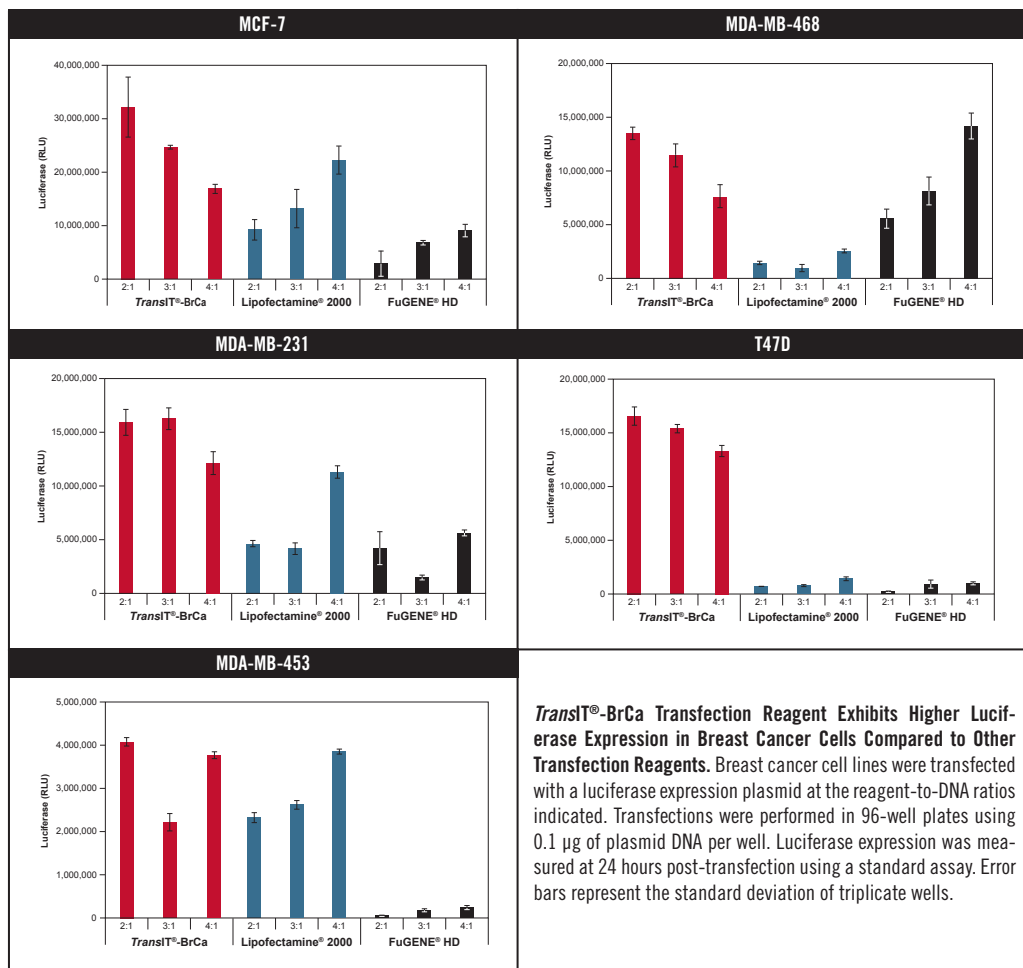 MCF-7
Luciferase (RLU)
40,000,000
30,000,000
20,000,000
10,000,000
0
2:1 3:1 4:1 2:1 3:1 4:1 2:1 3:1 4:1
TransIT®-BrCa Lipofectamine® 2000 FuGENE® HD
MDA-MB-468
Luciferase (RLU)
20,000,000
15,000,000
10,000,000
5,000,000
0
2:1 3:1 4:1 2:1 3:1 4:1 2:1 3:1 4:1
TransIT®-BrCa Lipofectamine® 2000 FuGENE® HD
MDA-MB-231
Luciferase (RLU)
20,000,000
15,000,000
10,000,000
5,000,000
0
2:1 3:1 4:1 2:1 3:1 4:1 2:1 3:1 4:1
TransIT®-BrCa Lipofectamine® 2000 FuGENE® HD
T47D
Luciferase (RLU)
20,000,000
15,000,000
10,000,000
5,000,000
0
2:1 3:1 4:1 2:1 3:1 4:1 2:1 3:1 4:1
TransIT®-BrCa Lipofectamine® 2000 FuGENE® HD
MDA-MB-453
Luciferase (RLU)
5,000,000
4,000,000
3,000,000
2,000,000
1,000,000
0
2:1 3:1 4:1 2:1 3:1 4:1 2:1 3:1 4:1
TransIT®-BrCa Lipofectamine® 2000 FuGENE® HD
TransIT®-BrCa Transfection Reagent Exhibits Higher Lucif-
erase Expression in Breast Cancer Cells Compared to Other
Transfection Reagents. Breast cancer cell lines were transfected
with a luciferase expression plasmid at the reagent-to-DNA ratios
indicated. Transfections were performed in 96-well plates using
0.1 µg of plasmid DNA per well. Luciferase expression was mea-
sured at 24 hours post-transfection using a standard assay. Error
bars represent the standard deviation of triplicate wells.